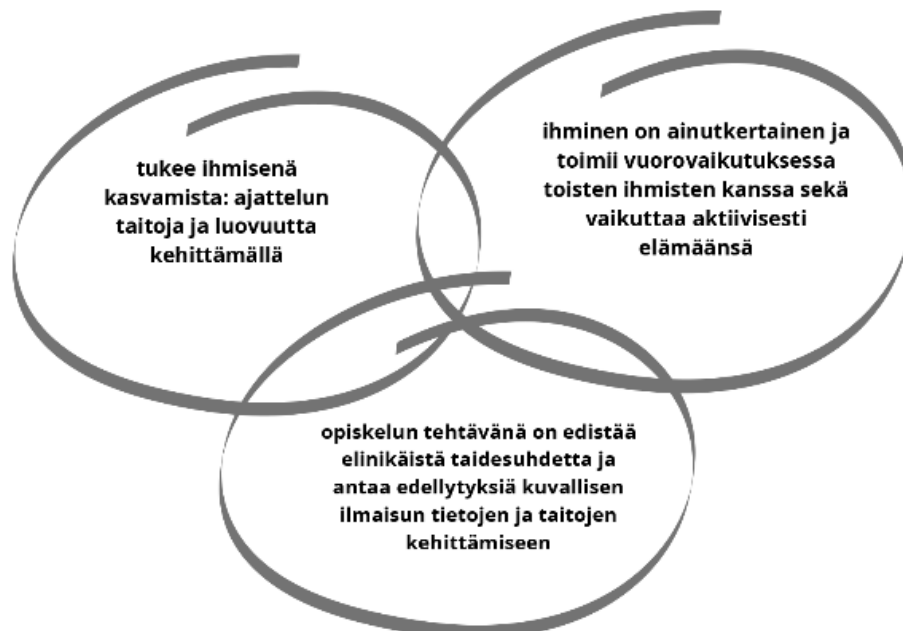 tukee ihmisenä
kasvamista: ajattelun
taitoja ja luovuutta
kehittämällä
ihminen on ainutkertainen ja
toimii vuorovaikutuksessa
toisten ihmisten kanssa sekä
vaikuttaa aktiivisesti
elämäänsä
opiskelun tehtävänä on edistää
elinikäistä taidesuhdetta ja
antaa edellytyksiä kuvallisen
ilmaisun tietojen ja taitojen
kehittämiseen